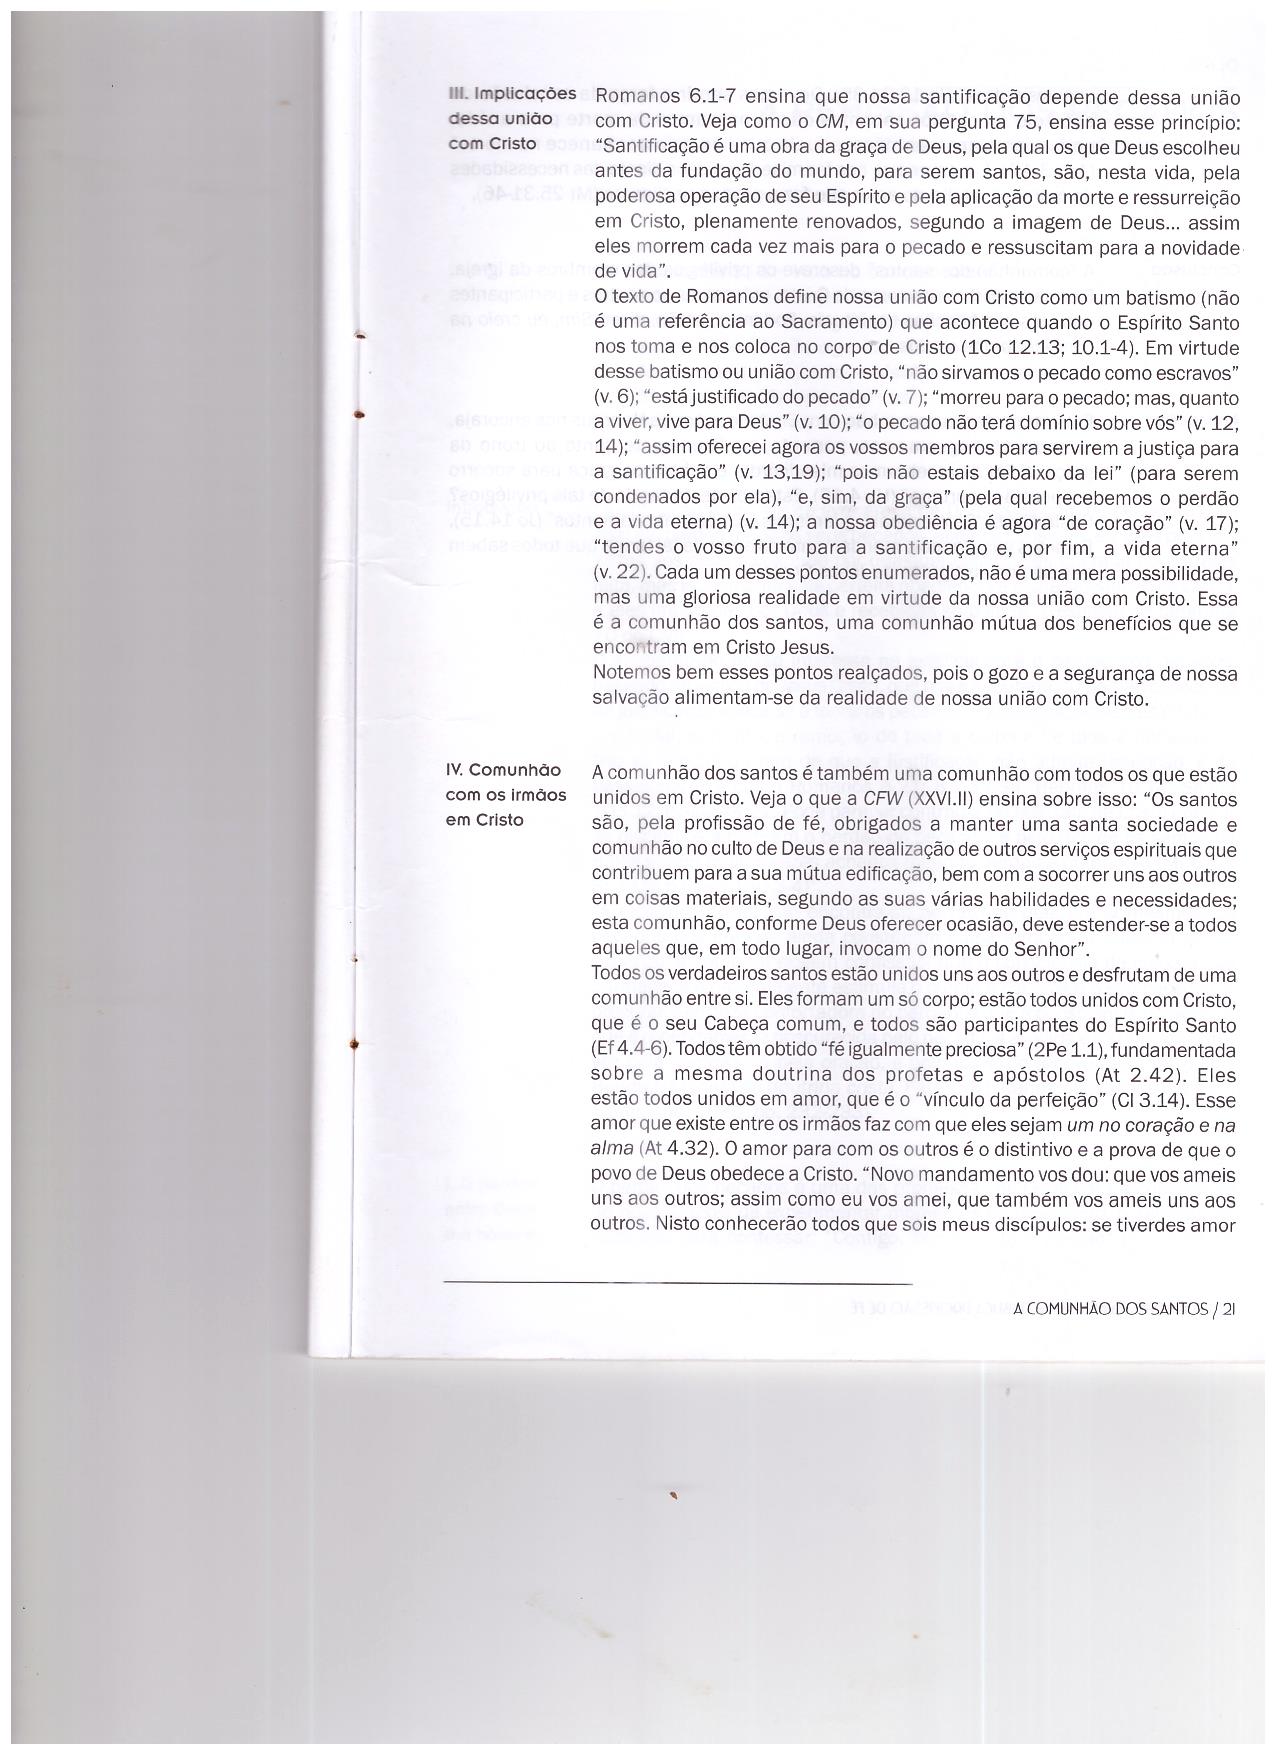 III. Implicações
dessa união
com Cristo
Romanos 6.1-7 ensina que nossa santificação depende dessa união
com Cristo. Veja como o CM, em sua pergunta 75, ensina esse princípio:
“Santificação é uma obra da graça de Deus, pela qual os que Deus escolheu
antes da fundação do mundo, para serem santos, são, nesta vida, pela
poderosa operação de seu Espírito e pela aplicação da morte e ressurreição
em Cristo, plenamente renovados, segundo a imagem de Deus... assim
eles morrem cada vez mais para o pecado e ressuscitam para a novidade
de vida”.
O texto de Romanos define nossa união com Cristo como um batismo (não
é uma referência ao Sacramento) que acontece quando o Espírito Santo
nos toma e nos coloca no corpo de Cristo (1Co 12.13; 10.1-4). Em virtude
desse batismo ou união com Cristo, “não sirvamos o pecado como escravos”
(v. 6); “está justificado do pecado” (v. 7); “morreu para o pecado; mas, quanto
a viver, vive para Deus” (v. 10); “o pecado não terá domínio sobre vós” (v. 12,
14); “assim oferecei agora os vossos membros para servirem a justiça para
a santificação” (v. 13,19); “pois não estais debaixo da lei” (para serem
condenados por ela), “e, sim, da graça” (pela qual recebemos o perdão
e a vida eterna) (v. 14); a nossa obediência é agora “de coração” (v. 17);
“tendes o vosso fruto para a santificação e, por fim, a vida eterna”
(v. 22). Cada um desses pontos enumerados, não é uma mera possibilidade,
mas uma gloriosa realidade em virtude da nossa união com Cristo. Essa
é a comunhão dos santos, uma comunhão mútua dos benefícios que se
encontram em Cristo Jesus.
Notemos bem esses pontos realçados, pois o gozo e a segurança de nossa
salvação alimentam-se da realidade de nossa união com Cristo.
IV. Comunhão
com os irmãos
em Cristo
A comunhão dos santos é também uma comunhão com todos os que estão
unidos em Cristo. Veja o que a CFW (XXVI.II) ensina sobre isso: “Os santos
são, pela profissão de fé, obrigados a manter uma santa sociedade e
comunhão no culto de Deus e na realização de outros serviços espirituais que
contribuem para a sua mútua edificação, bem com a socorrer uns aos outros
em coisas materiais, segundo as suas várias habilidades e necessidades;
esta comunhão, conforme Deus oferecer ocasião, deve estender-se a todos
aqueles que, em todo lugar, invocam o nome do Senhor”.
Todos os verdadeiros santos estão unidos uns aos outros e desfrutam de uma
comunhão entre si. Eles formam um só corpo; estão todos unidos com Cristo,
que é o seu Cabeça comum, e todos são participantes do Espírito Santo
(Ef 4.4-6). Todos têm obtido “fé igualmente preciosa” (2Pe 1.1), fundamentada
sobre a mesma doutrina dos profetas e apóstolos (At 2.42). Eles
estão todos unidos em amor, que é o “vínculo da perfeição” (Cl 3.14). Esse
amor que existe entre os irmãos faz com que eles sejam um no coração e na
alma (At 4.32). O amor para com os outros é o distintivo e a prova de que o
povo de Deus obedece a Cristo. “Novo mandamento vos dou: que vos ameis
uns aos outros; assim como eu vos amei, que também vos ameis uns aos
outros. Nisto conhecerão todos que sois meus discípulos: se tiverdes amor
A COMUNHÃO DOS SANTOS / 21